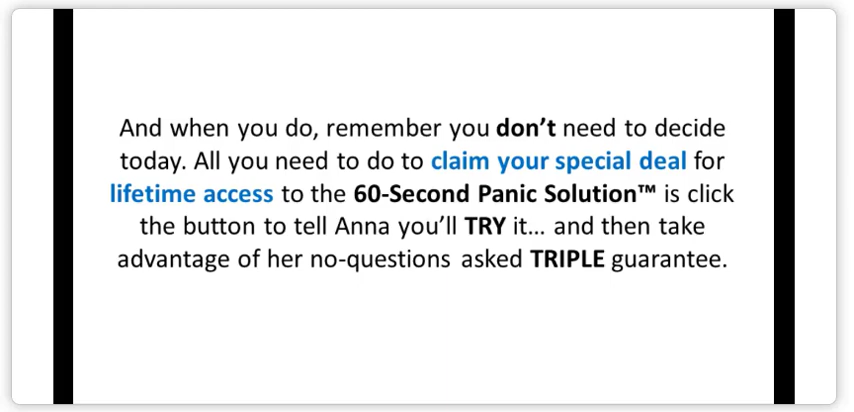 And when you do, remember you don’t need to decide
today. All you need to do to claim your special deal for
lifetime access to the 60-Second Panic Solution™ is click
the button to tell Anna you’ll TRY it... and then take
advantage of her no-questions asked TRIPLE guarantee.